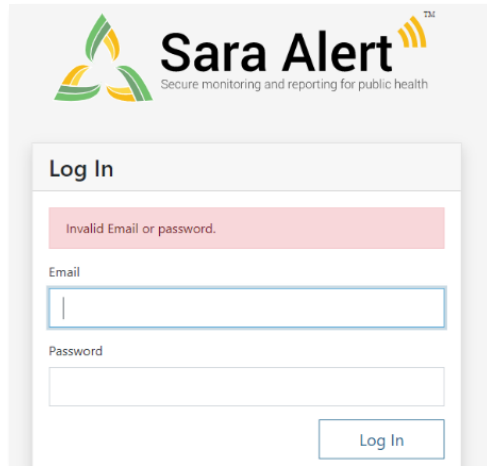 Sara Alert™
Secure monitoring and reporting for public health
Log In
Invalid Email or password.
Email
Password
Log In